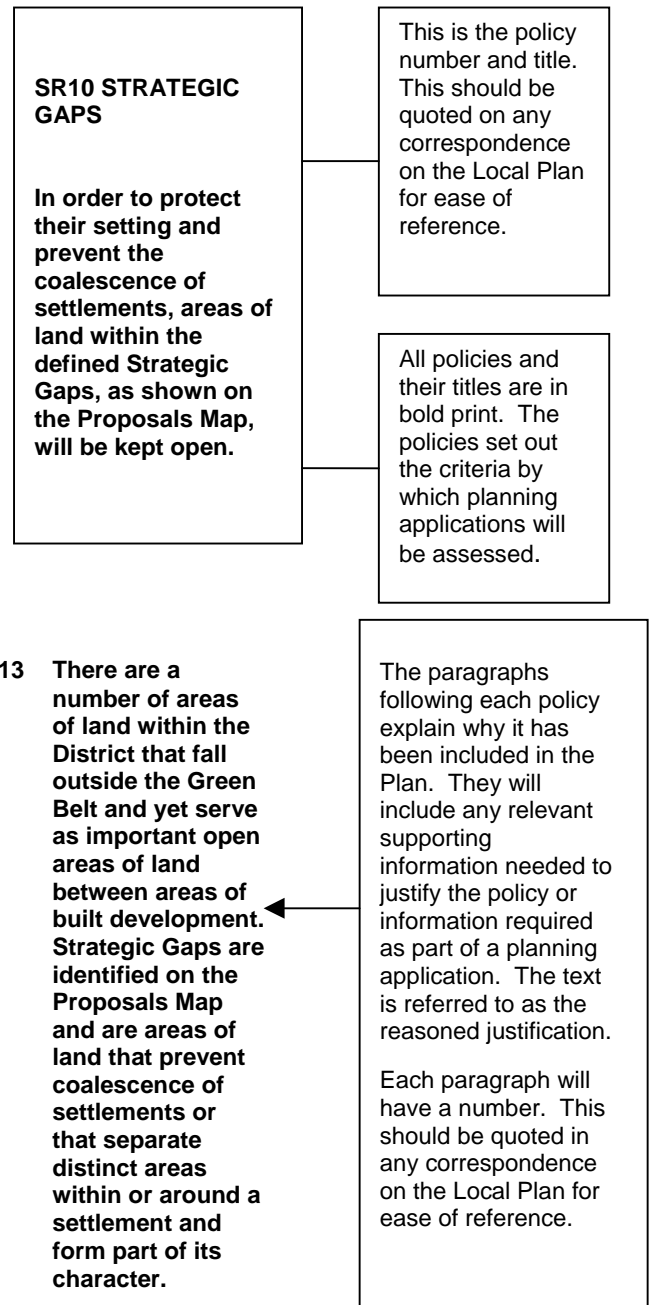 SR10 STRATEGIC
GAPS
In order to protect
their setting and
prevent the
coalescence of
settlements, areas of
land within the
defined Strategic
Gaps, as shown on
the Proposals Map,
will be kept open.
This is the policy
number and title.
This should be
quoted on any
correspondence
on the Local Plan
for ease of
reference.
All policies and
their titles are in
bold print. The
policies set out
the criteria by
which planning
applications will
be assessed.
13 There are a
number of areas
of land within the
District that fall
outside the Green
Belt and yet serve
as important open
areas of land
between areas of
built development.
Strategic Gaps are
identified on the
Proposals Map
and are areas of
land that prevent
coalescence of
settlements or
that separate
distinct areas
within or around a
settlement and
form part of its
character.
The paragraphs
following each policy
explain why it has
been included in the
Plan. They will
include any relevant
supporting
information needed to
justify the policy or
information required
as part of a planning
application. The text
is referred to as the
reasoned justification.
Each paragraph will
have a number. This
should be quoted in
any correspondence
on the Local Plan for
ease of reference.